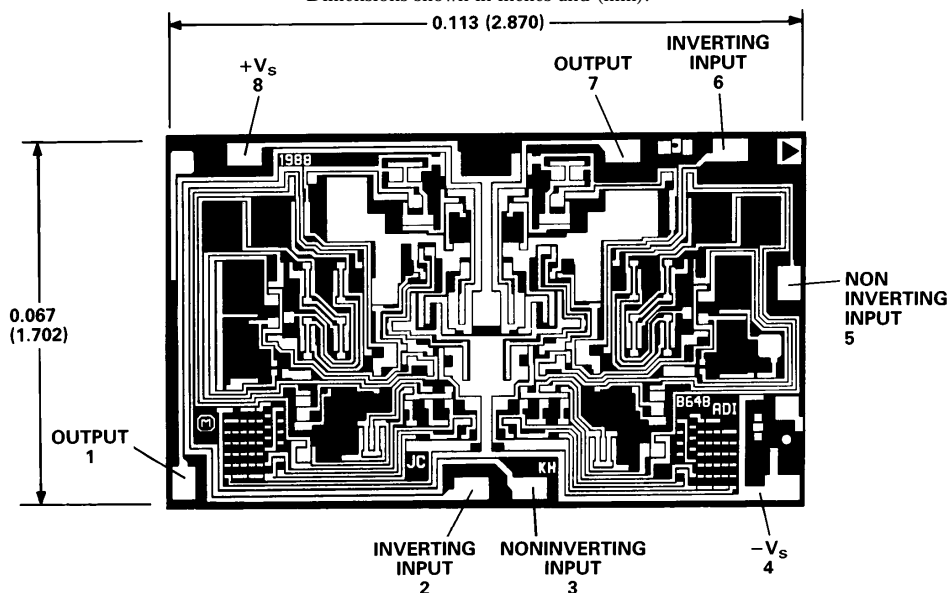 Dimensions shown in inches and (mm).
0.113 (2.870)
+VS
8
OUTPUT
7
INVERTING
INPUT
6
1988
0.067
(1.702)
NON
INVERTING
INPUT
5
B648
ADI
M
JC
KH
OUTPUT
1
INVERTING
INPUT
2
NONINVERTING
INPUT
3
−VS
4